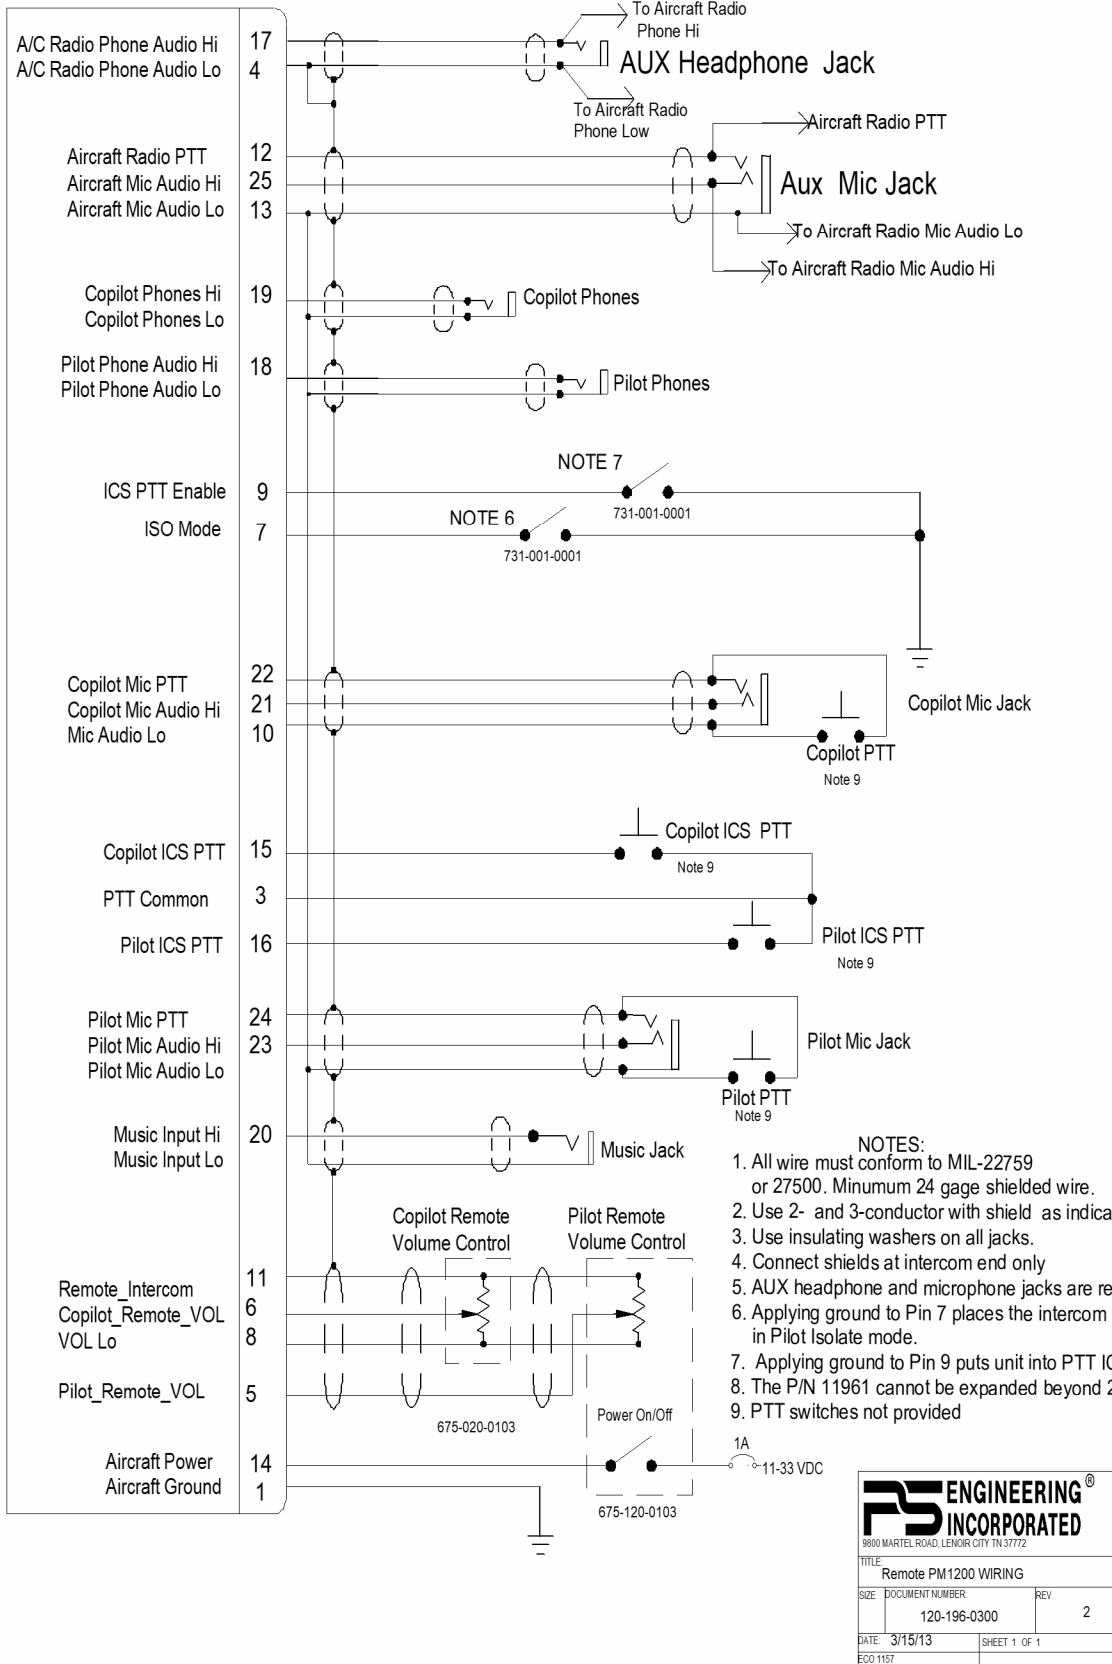 To Aircraft Radio
Phone Hi
A/C Radio Phone Audio Hi 17
A/C Radio Phone Audio Lo 4
AUX Headphone Jack
To Aircraft Radio
Phone Low
Aircraft Radio PTT
Aircraft Radio PTT 12
Aircraft Mic Audio Hi 25
Aircraft Mic Audio Lo 13
Aux Mic Jack
To Aircraft Radio Mic Audio Lo
To Aircraft Radio Mic Audio Hi
Copilot Phones Hi 19
Copilot Phones Lo
Copilot Phones
Pilot Phone Audio Hi 18
Pilot Phone Audio Lo
Pilot Phones
NOTE 7
ICS PTT Enable 9
731-001-0001
NOTE 6
ISO Mode 7
731-001-0001
Copilot Mic PTT 22
Copilot Mic Audio Hi 21
Mic Audio Lo 10
Copilot Mic Jack
Copilot PTT
Note 9
Copilot ICS PTT
Copilot ICS PTT 15
Note 9
PTT Common 3
Pilot ICS PTT 16
Pilot ICS PTT
Note 9
Pilot Mic PTT 24
Pilot Mic Audio Hi 23
Pilot Mic Audio Lo
Pilot Mic Jack
Pilot PTT
Note 9
Music Input Hi 20
Music Input Lo
Music Jack
Copilot Remote
Volume Control
Pilot Remote
Volume Control
Remote_Intercom 11
Copilot_Remote_VOL 6
VOL Lo 8
Pilot_Remote_VOL 5
675-020-0103
Power On/Off
Aircraft Power 14
Aircraft Ground 1
1A
11-33 VDC
675-120-0103
NOTES:
1. All wire must conform to MIL-22759
or 27500. Minumum 24 gage shielded wire.
2. Use 2- and 3-conductor with shield as indica
3. Use insulating washers on all jacks.
4. Connect shields at intercom end only
5. AUX headphone and microphone jacks are re
6. Applying ground to Pin 7 places the intercom
in Pilot Isolate mode.
7. Applying ground to Pin 9 puts unit into PTT IC
8. The P/N 11961 cannot be expanded beyond 2
9. PTT switches not provided
PS ENGINEERING ®
INCORPORATED
9800 MARTEL ROAD, LENOIR CITY TN 37772
TITLE:
Remote PM1200 WIRING
SIZE DOCUMENT NUMBER: REV
120-196-0300 2
DATE: 3/15/13 SHEET 1 OF 1
ECO 1157